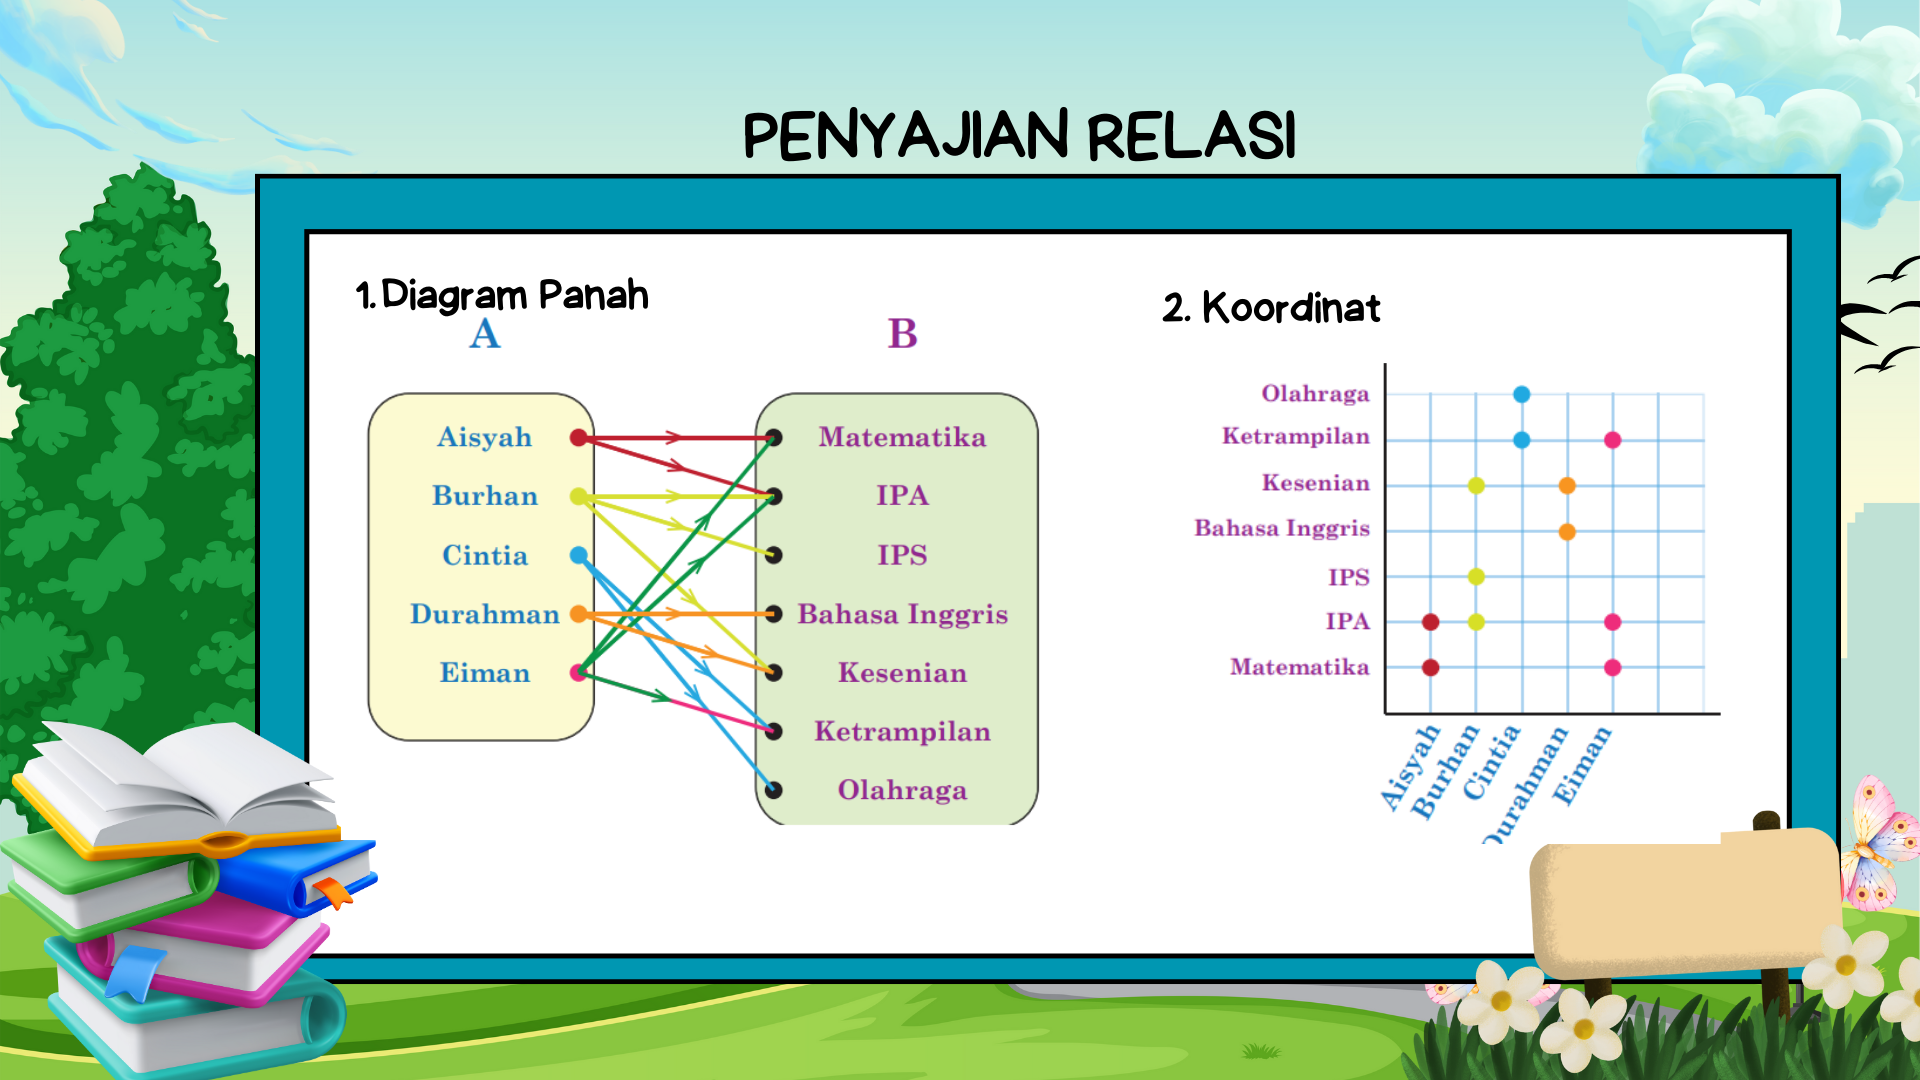 PENYAJIAN RELASI
1. Diagram Panah
A
B
Aisyah
Burhan
Cintia
Durahman
Eiman
Matematika
IPA
IPS
Bahasa Inggris
Kesenian
Ketrampilan
Olahraga
2. Koordinat
Olahraga
Ketrampilan
Kesenian
Bahasa Inggris
IPS
IPA
Matematika
Aisyah
Burhan
Cintia
Durahman
Eiman